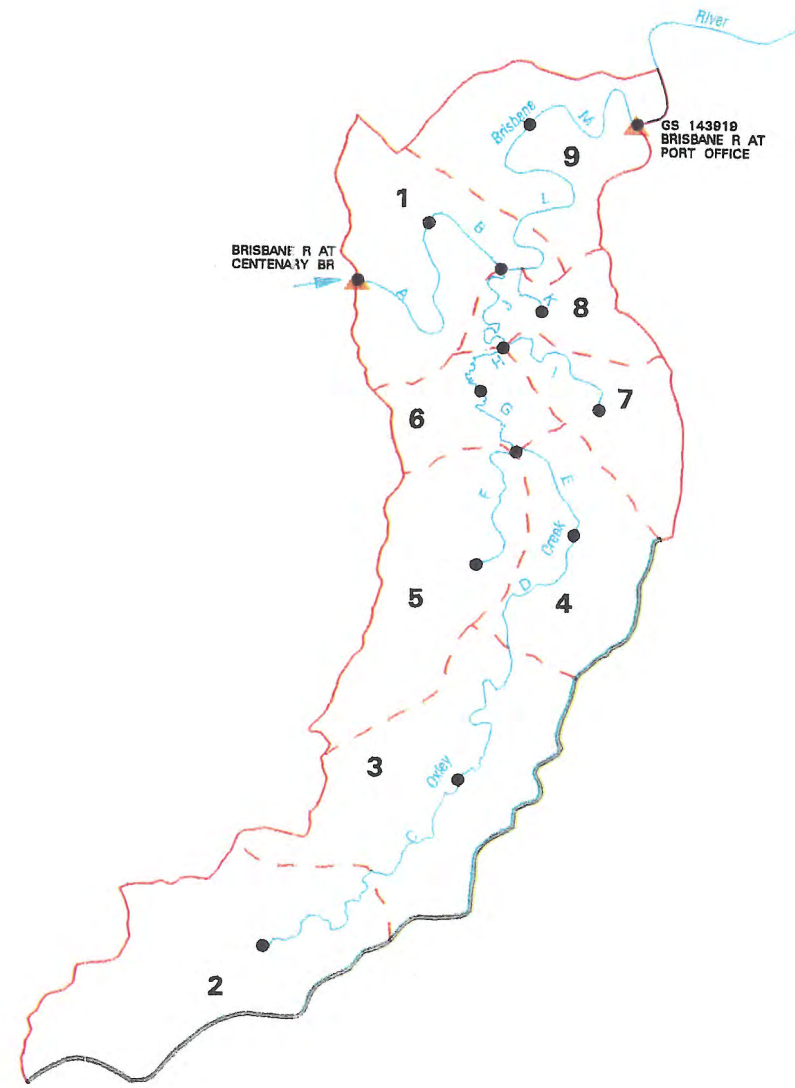 River
Brisbane
M
GS 143919
BRISBANE R AT
PORT OFFICE
9
1
L
B
BRISBANE R AT
CENTENARY BR
A
J
K
8
H
I
7
6
G
F
E
Creek
D
5
4
3
Oxley
C
2